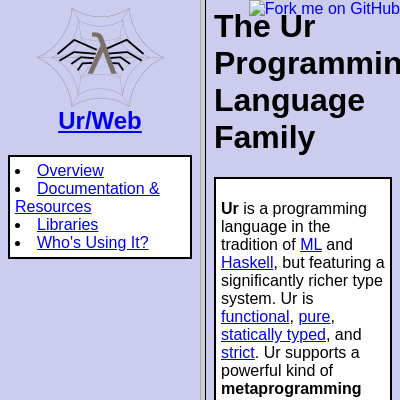 λ
Ur/Web
Overview
Documentation &
Resources
Libraries
Who's Using It?
Fork me on GitHub
The Ur
Programmin
Language
Family
Ur is a programming
language in the
tradition of ML and
Haskell, but featuring a
significantly richer type
system. Ur is
functional, pure,
statically typed, and
strict. Ur supports a
powerful kind of
metaprogramming